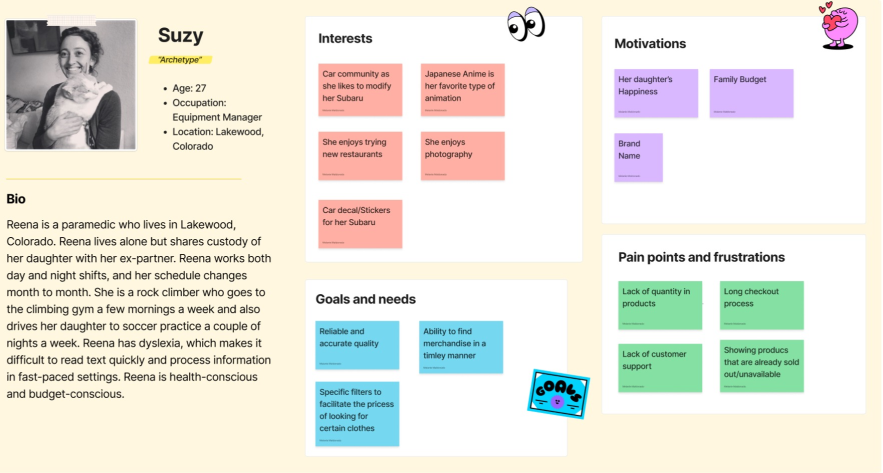 Suzy
"Archetype"
• Age: 27
• Occupation:
Equipment Manager
• Location: Lakewood,
Colorado
Bio
Reena is a paramedic who lives in Lakewood,
Colorado. Reena lives alone but shares custody of
her daughter with her ex-partner. Reena works both
day and night shifts, and her schedule changes
month to month. She is a rock climber who goes to
the climbing gym a few mornings a week and also
drives her daughter to soccer practice a couple of
nights a week. Reena has dyslexia, which makes it
difficult to read text quickly and process information
in fast-paced settings. Reena is health-conscious
and budget-conscious.
Interests
Car community as
she likes to modify
her Subaru
Japanese Anime is
her favorite type of
animation
She enjoys trying
new restaurants
She enjoys
photography
Car decal/Stickers
for her Subaru
Goals and needs
Reliable and
accurate quality
Ability to find
merchandise in a
timley manner
Specific filters to
facilitate the pricess
of looking for
certain clothes
GOALS
Motivations
Her daughter's
Happiness
Family Budget
Brand
Name
Pain points and frustrations
Lack of quantity in
products
Long checkout
process
Lack of customer
support
Showing producs
that are already sold
out/unavailable